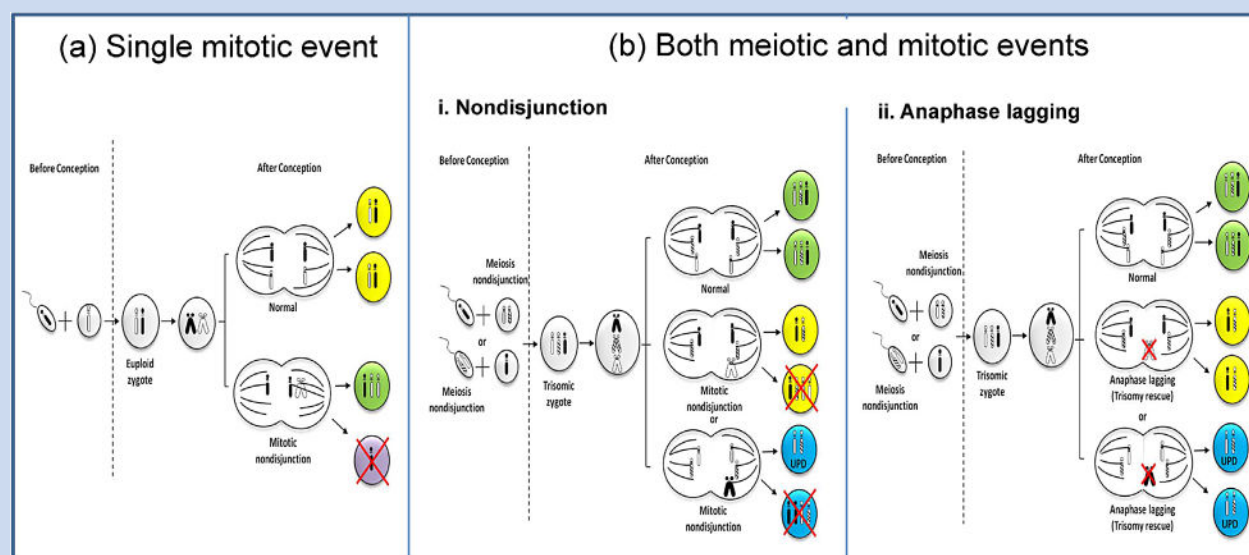 (a) Single mitotic event
Before Conception
After Conception
Euploid
zygote
Normal
Mitotic
nondisjunction
(b) Both meiotic and mitotic events
i. Nondisjunction
Before Conception
After Conception
Meiosis
nondisjunction
or
Meiosis
nondisjunction
Trisomic
zygote
Normal
Mitotic
nondisjunction
or
UPD
Mitotic
nondisjunction
ii. Anaphase lagging
Before Conception
After Conception
Meiosis
nondisjunction
or
Meiosis
nondisjunction
Trisomic
zygote
Normal
Anaphase lagging
(Trisomy rescue)
or
UPD
UPD
Anaphase lagging
(Trisomy rescue)